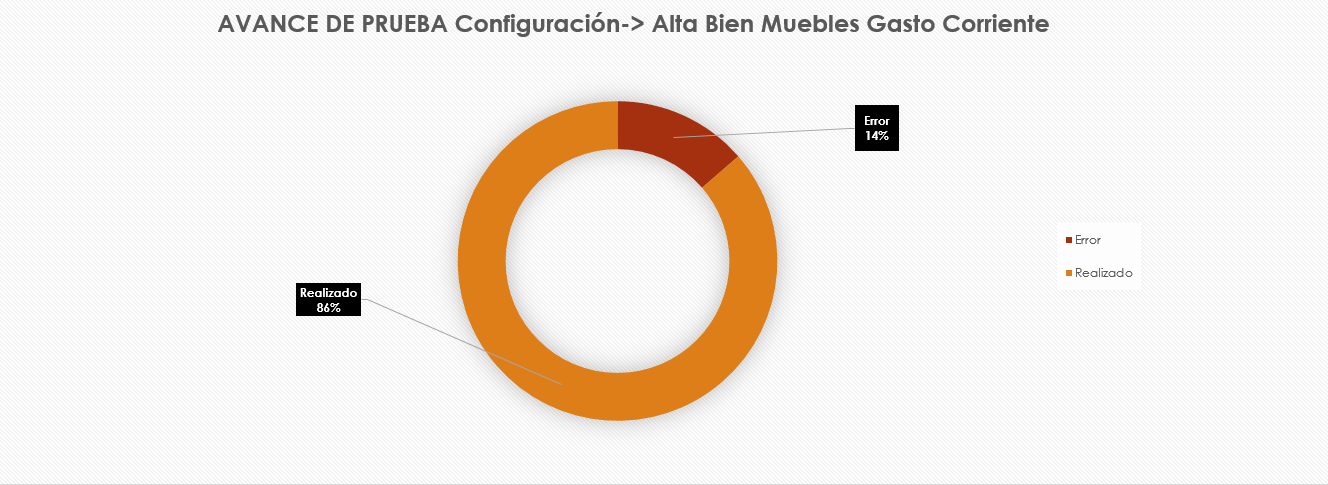 AVANCE DE PRUEBA Configuración-> Alta Bien Muebles Gasto Corriente
Error
14%
Realizado
86%
Error
Realizado